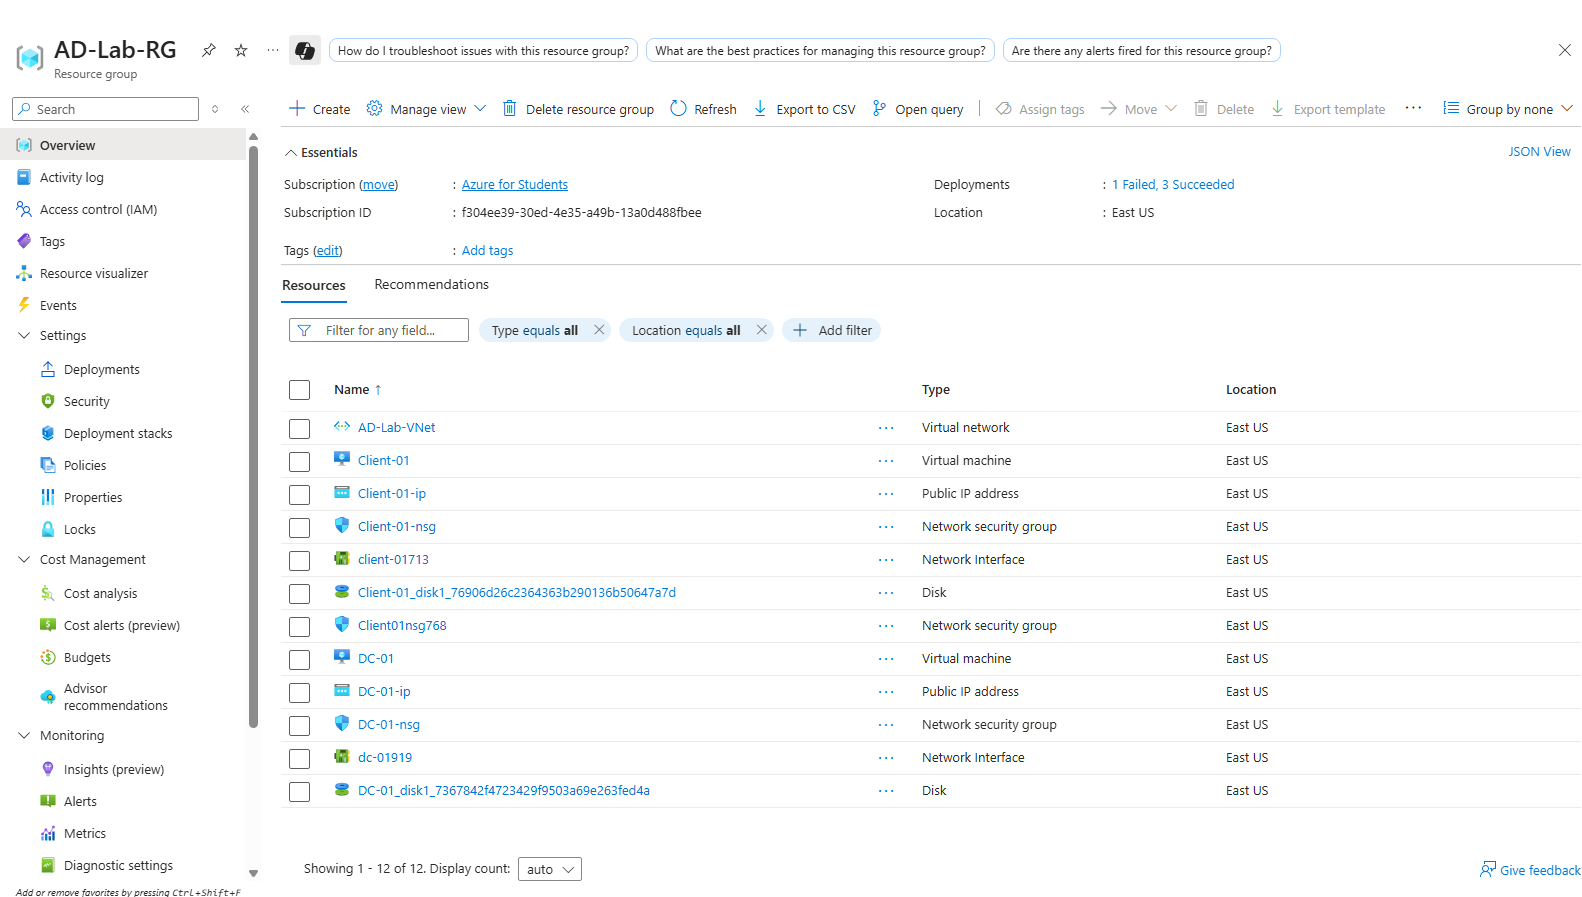 AD-Lab-RG
Resource group
How do I troubleshoot issues with this resource group?
What are the best practices for managing this resource group?
Are there any alerts fired for this resource group?
Search
Create
Manage view
Delete resource group
Refresh
Export to CSV
Open query
Assign tags
Move
Delete
Export template
Group by none
Overview
Activity log
Access control (IAM)
Tags
Resource visualizer
Events
Settings
Deployments
Security
Deployment stacks
Policies
Properties
Locks
Cost Management
Cost analysis
Cost alerts (preview)
Budgets
Advisor
recommendations
Monitoring
Insights (preview)
Alerts
Metrics
Diagnostic settings
Add or remove favorites by pressing Ctrl+Shift+F
Essentials
JSON View
Subscription (move) : Azure for Students
Deployments : 1 Failed, 3 Succeeded
Subscription ID : f304ee39-30ed-4e35-a49b-13a0d488fbee
Location : East US
Tags (edit) : Add tags
Resources Recommendations
Filter for any field...
Type equals all
Location equals all
Add filter
Name ↑ Type Location
AD-Lab-VNet ··· Virtual network East US
Client-01 ··· Virtual machine East US
Client-01-ip ··· Public IP address East US
Client-01-nsg ··· Network security group East US
client-01713 ··· Network Interface East US
Client-01_disk1_76906d26c2364363b290136b50647a7d ··· Disk East US
Client01nsg768 ··· Network security group East US
DC-01 ··· Virtual machine East US
DC-01-ip ··· Public IP address East US
DC-01-nsg ··· Network security group East US
dc-01919 ··· Network Interface East US
DC-01_disk1_7367842f4723429f9503a69e263fed4a ··· Disk East US
Showing 1 - 12 of 12. Display count: auto
Give feedback